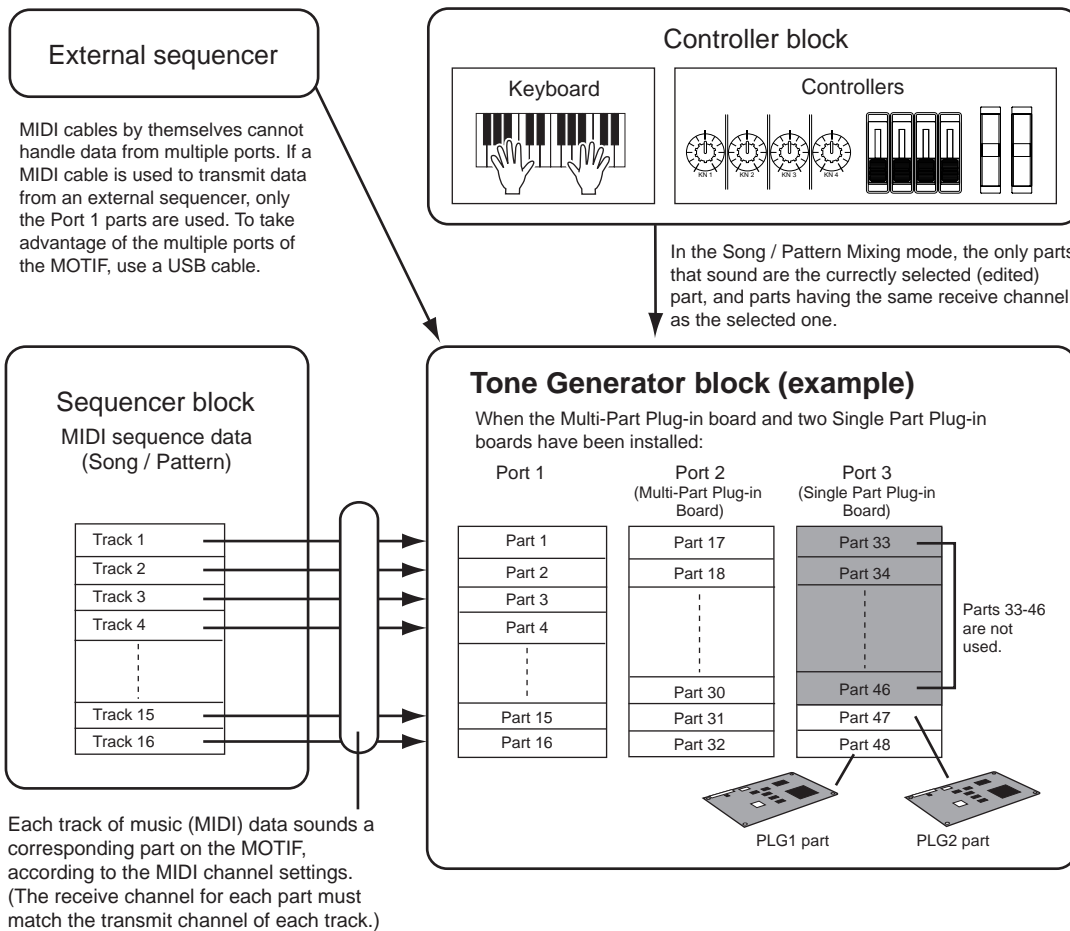 External sequencer
MIDI cables by themselves cannot
handle data from multiple ports. If a
MIDI cable is used to transmit data
from an external sequencer, only
the Port 1 parts are used. To take
advantage of the multiple ports of
the MOTIF, use a USB cable.
Controller block
Keyboard
Controllers
KN 1
KN 2
KN 3
KN 4
In the Song / Pattern Mixing mode, the only parts
that sound are the currectly selected (edited)
part, and parts having the same receive channel
as the selected one.
Sequencer block
MIDI sequence data
(Song / Pattern)
Track 1
Track 2
Track 3
Track 4
Track 15
Track 16
Each track of music (MIDI) data sounds a
corresponding part on the MOTIF,
according to the MIDI channel settings.
(The receive channel for each part must
match the transmit channel of each track.)
Tone Generator block (example)
When the Multi-Part Plug-in board and two Single Part Plug-in
boards have been installed:
Port 1
Part 1
Part 2
Part 3
Part 4
Part 15
Part 16
Port 2
(Multi-Part Plug-in
Board)
Part 17
Part 18
Part 30
Part 31
Part 32
Port 3
(Single Part Plug-in
Board)
Part 33
Part 34
Part 46
Part 47
Part 48
Parts 33-46
are not
used.
PLG1 part
PLG2 part